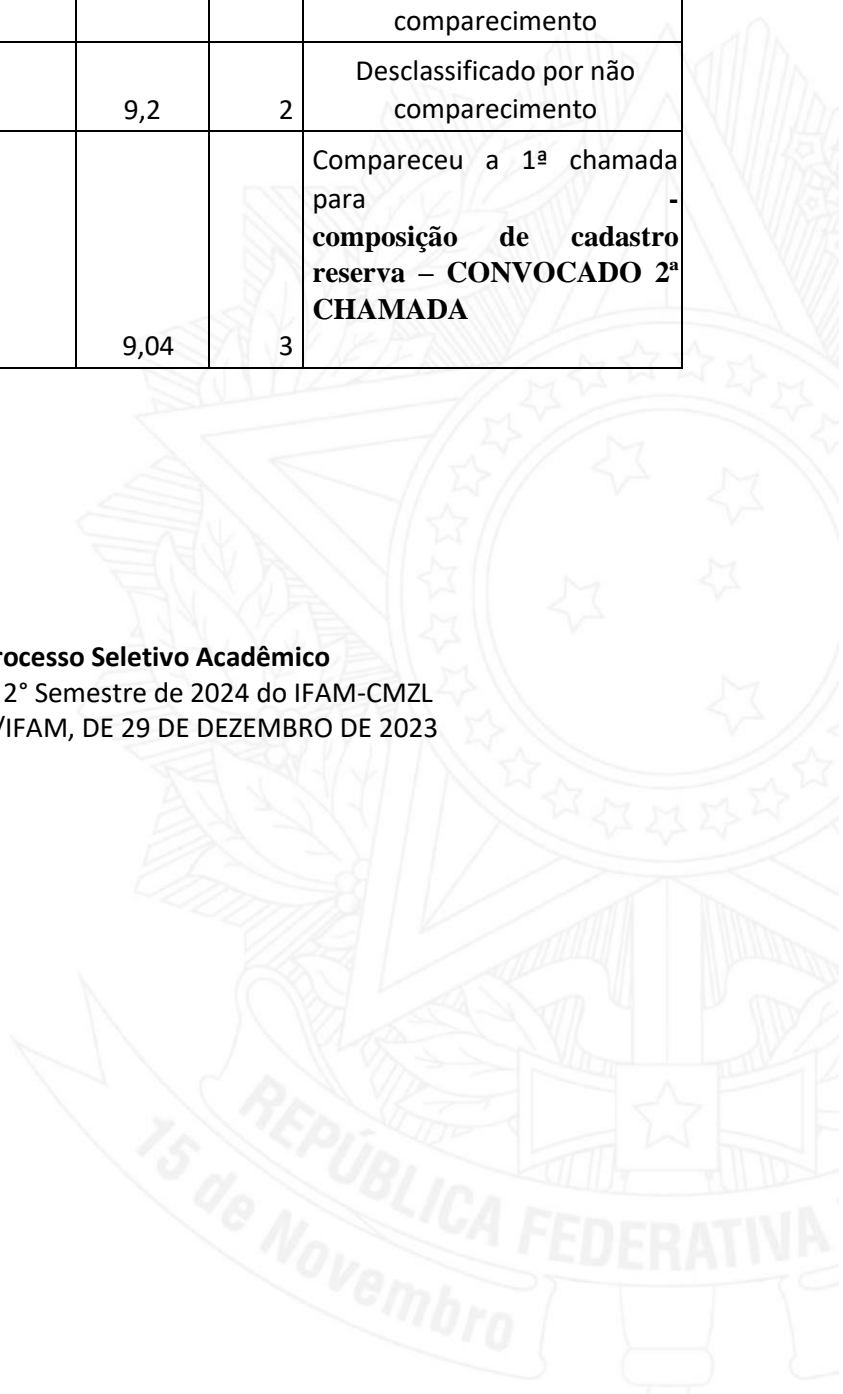 comparecimento
Desclassificado por não
9,2 2 comparecimento
Compareceu a 1ª chamada
para -
composição de cadastro
reserva – CONVOCADO 2ª
CHAMADA
9,04 3
rocesso Seletivo Acadêmico
2° Semestre de 2024 do IFAM-CMZL
/IFAM, DE 29 DE DEZEMBRO DE 2023
REPÚBLICA FEDERATIVA
15 de Novembro